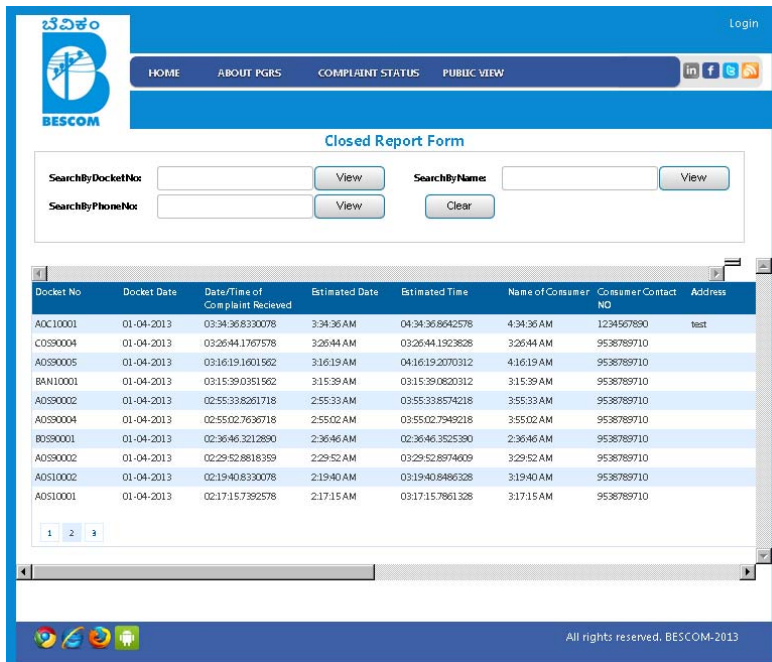 ಬೆವಿಕಂ
BESCOM
Login
HOME ABOUT PGRS COMPLAINT STATUS PUBLIC VIEW
Closed Report Form
SearchByDocketNo: View SearchByName: View
SearchByPhoneNo: View Clear
Docket No Docket Date Date/Time of Complaint Recieved Estimated Date Estimated Time Name of Consumer Consumer Contact NO Address
AOC10001 01-04-2013 03:34:36.8330078 3:34:36 AM 04:34:36.8642578 4:34:36 AM 1234567890 test
COS90004 01-04-2013 03:26:44.1767578 3:26:44 AM 03:26:44.1923828 3:26:44 AM 9538789710
AOS90005 01-04-2013 03:16:19.1601562 3:16:19 AM 04:16:19.2070312 4:16:19 AM 9538789710
BAN10001 01-04-2013 03:15:39.0351562 3:15:39 AM 03:15:39.0820312 3:15:39 AM 9538789710
AOS90002 01-04-2013 02:55:33.8261718 2:55:33 AM 03:55:33.8574218 3:55:33 AM 9538789710
AOS90004 01-04-2013 02:55:02.7636718 2:55:02 AM 03:55:02.7949218 3:55:02 AM 9538789710
BOS90001 01-04-2013 02:36:46.3212890 2:36:46 AM 02:36:46.3525390 2:36:46 AM 9538789710
AOS90002 01-04-2013 02:29:52.8818359 2:29:52 AM 03:29:52.8974609 3:29:52 AM 9538789710
AOS10002 01-04-2013 02:19:40.8330078 2:19:40 AM 03:19:40.8486328 3:19:40 AM 9538789710
AOS10001 01-04-2013 02:17:15.7392578 2:17:15 AM 03:17:15.7861328 3:17:15 AM 9538789710
1 2 3
All rights reserved. BESCOM-2013